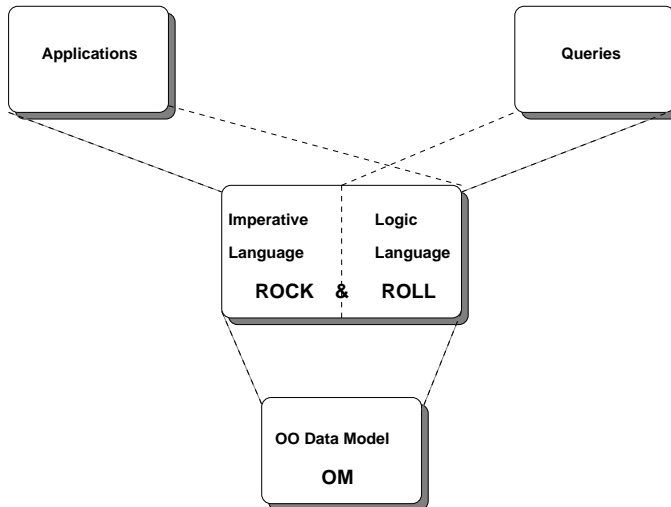 Applications
Queries
Imperative Logic
Language Language
ROCK & ROLL
OO Data Model
OM